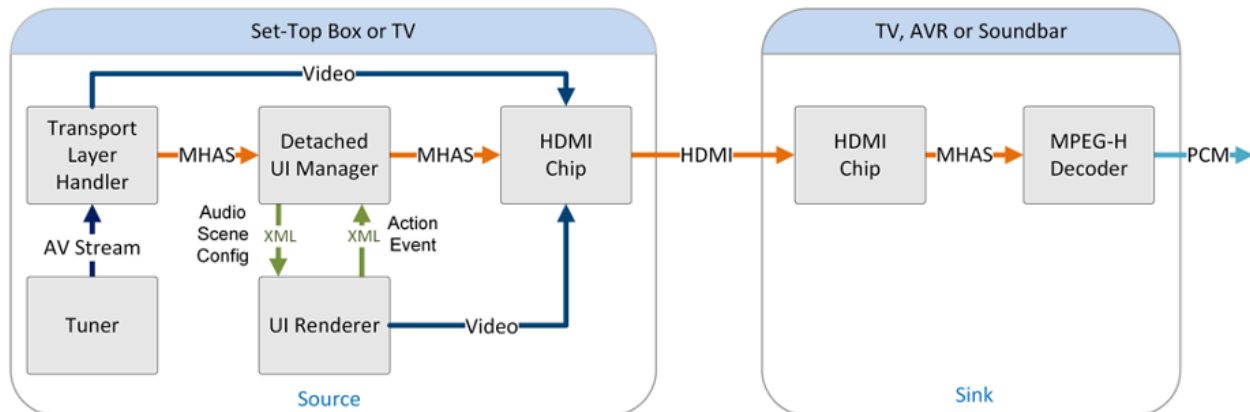 Set-Top Box or TV
TV, AVR or Soundbar
Video
Transport
Layer
Handler
MHAS
Detached
UI Manager
MHAS
HDMI
Chip
HDMI
HDMI
Chip
MHAS
MPEG-H
Decoder
PCM
AV Stream
Audio
Scene
Config
XML
XML
Action
Event
Tuner
UI Renderer
Video
Source
Sink